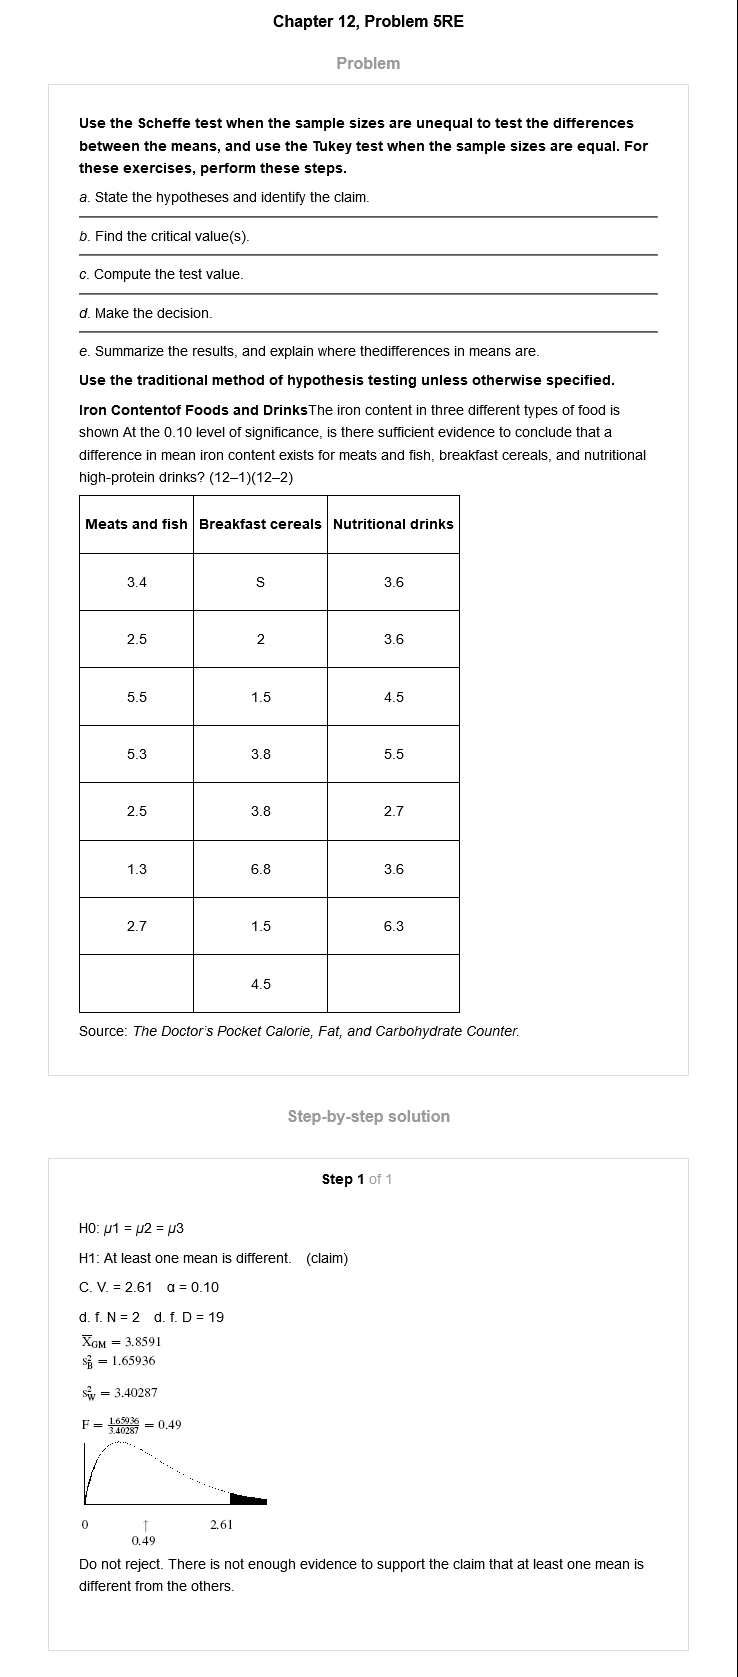 Chapter 12, Problem 5RE
Problem
Use the Scheffe test when the sample sizes are unequal to test the differences
between the means, and use the Tukey test when the sample sizes are equal. For
these exercises, perform these steps.
a. State the hypotheses and identify the claim.
b. Find the critical value(s).
c. Compute the test value.
d. Make the decision.
e. Summarize the results, and explain where thedifferences in means are.
Use the traditional method of hypothesis testing unless otherwise specified.
Iron Contentof Foods and DrinksThe iron content in three different types of food is
shown At the 0.10 level of significance, is there sufficient evidence to conclude that a
difference in mean iron content exists for meats and fish, breakfast cereals, and nutritional
high-protein drinks? (12–1)(12–2)
Meats and fish Breakfast cereals Nutritional drinks
3.4 S 3.6
2.5 2 3.6
5.5 1.5 4.5
5.3 3.8 5.5
2.5 3.8 2.7
1.3 6.8 3.6
2.7 1.5 6.3
4.5
Source: The Doctor's Pocket Calorie, Fat, and Carbohydrate Counter.
Step-by-step solution
Step 1 of 1
H0: µ1 = µ2 = µ3
H1: At least one mean is different. (claim)
C. V. = 2.61 α = 0.10
d. f. N = 2 d. f. D = 19
X̅GM = 3.8591
s²B = 1.65936
s²W = 3.40287
F = 1.65936/3.40287 = 0.49
0 ↑ 2.61
0.49
Do not reject. There is not enough evidence to support the claim that at least one mean is
different from the others.